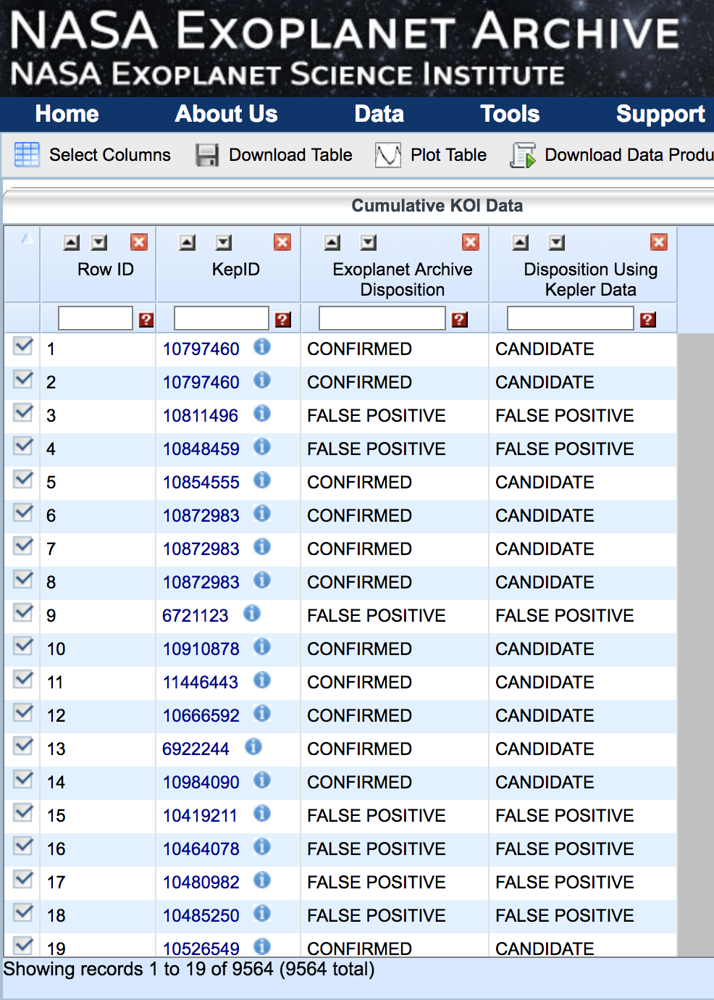 NASA EXOPLANET ARCHIVE
NASA EXOPLANET SCIENCE INSTITUTE
Home About Us Data Tools Support
Select Columns Download Table Plot Table Download Data Produ
Cumulative KOI Data
Row ID KepID Exoplanet Archive Disposition Disposition Using Kepler Data
1 10797460 CONFIRMED CANDIDATE
2 10797460 CONFIRMED CANDIDATE
3 10811496 FALSE POSITIVE FALSE POSITIVE
4 10848459 FALSE POSITIVE FALSE POSITIVE
5 10854555 CONFIRMED CANDIDATE
6 10872983 CONFIRMED CANDIDATE
7 10872983 CONFIRMED CANDIDATE
8 10872983 CONFIRMED CANDIDATE
9 6721123 FALSE POSITIVE FALSE POSITIVE
10 10910878 CONFIRMED CANDIDATE
11 11446443 CONFIRMED CANDIDATE
12 10666592 CONFIRMED CANDIDATE
13 6922244 CONFIRMED CANDIDATE
14 10984090 CONFIRMED CANDIDATE
15 10419211 FALSE POSITIVE FALSE POSITIVE
16 10464078 FALSE POSITIVE FALSE POSITIVE
17 10480982 FALSE POSITIVE FALSE POSITIVE
18 10485250 FALSE POSITIVE FALSE POSITIVE
19 10526549 CONFIRMED CANDIDATE
Showing records 1 to 19 of 9564 (9564 total)